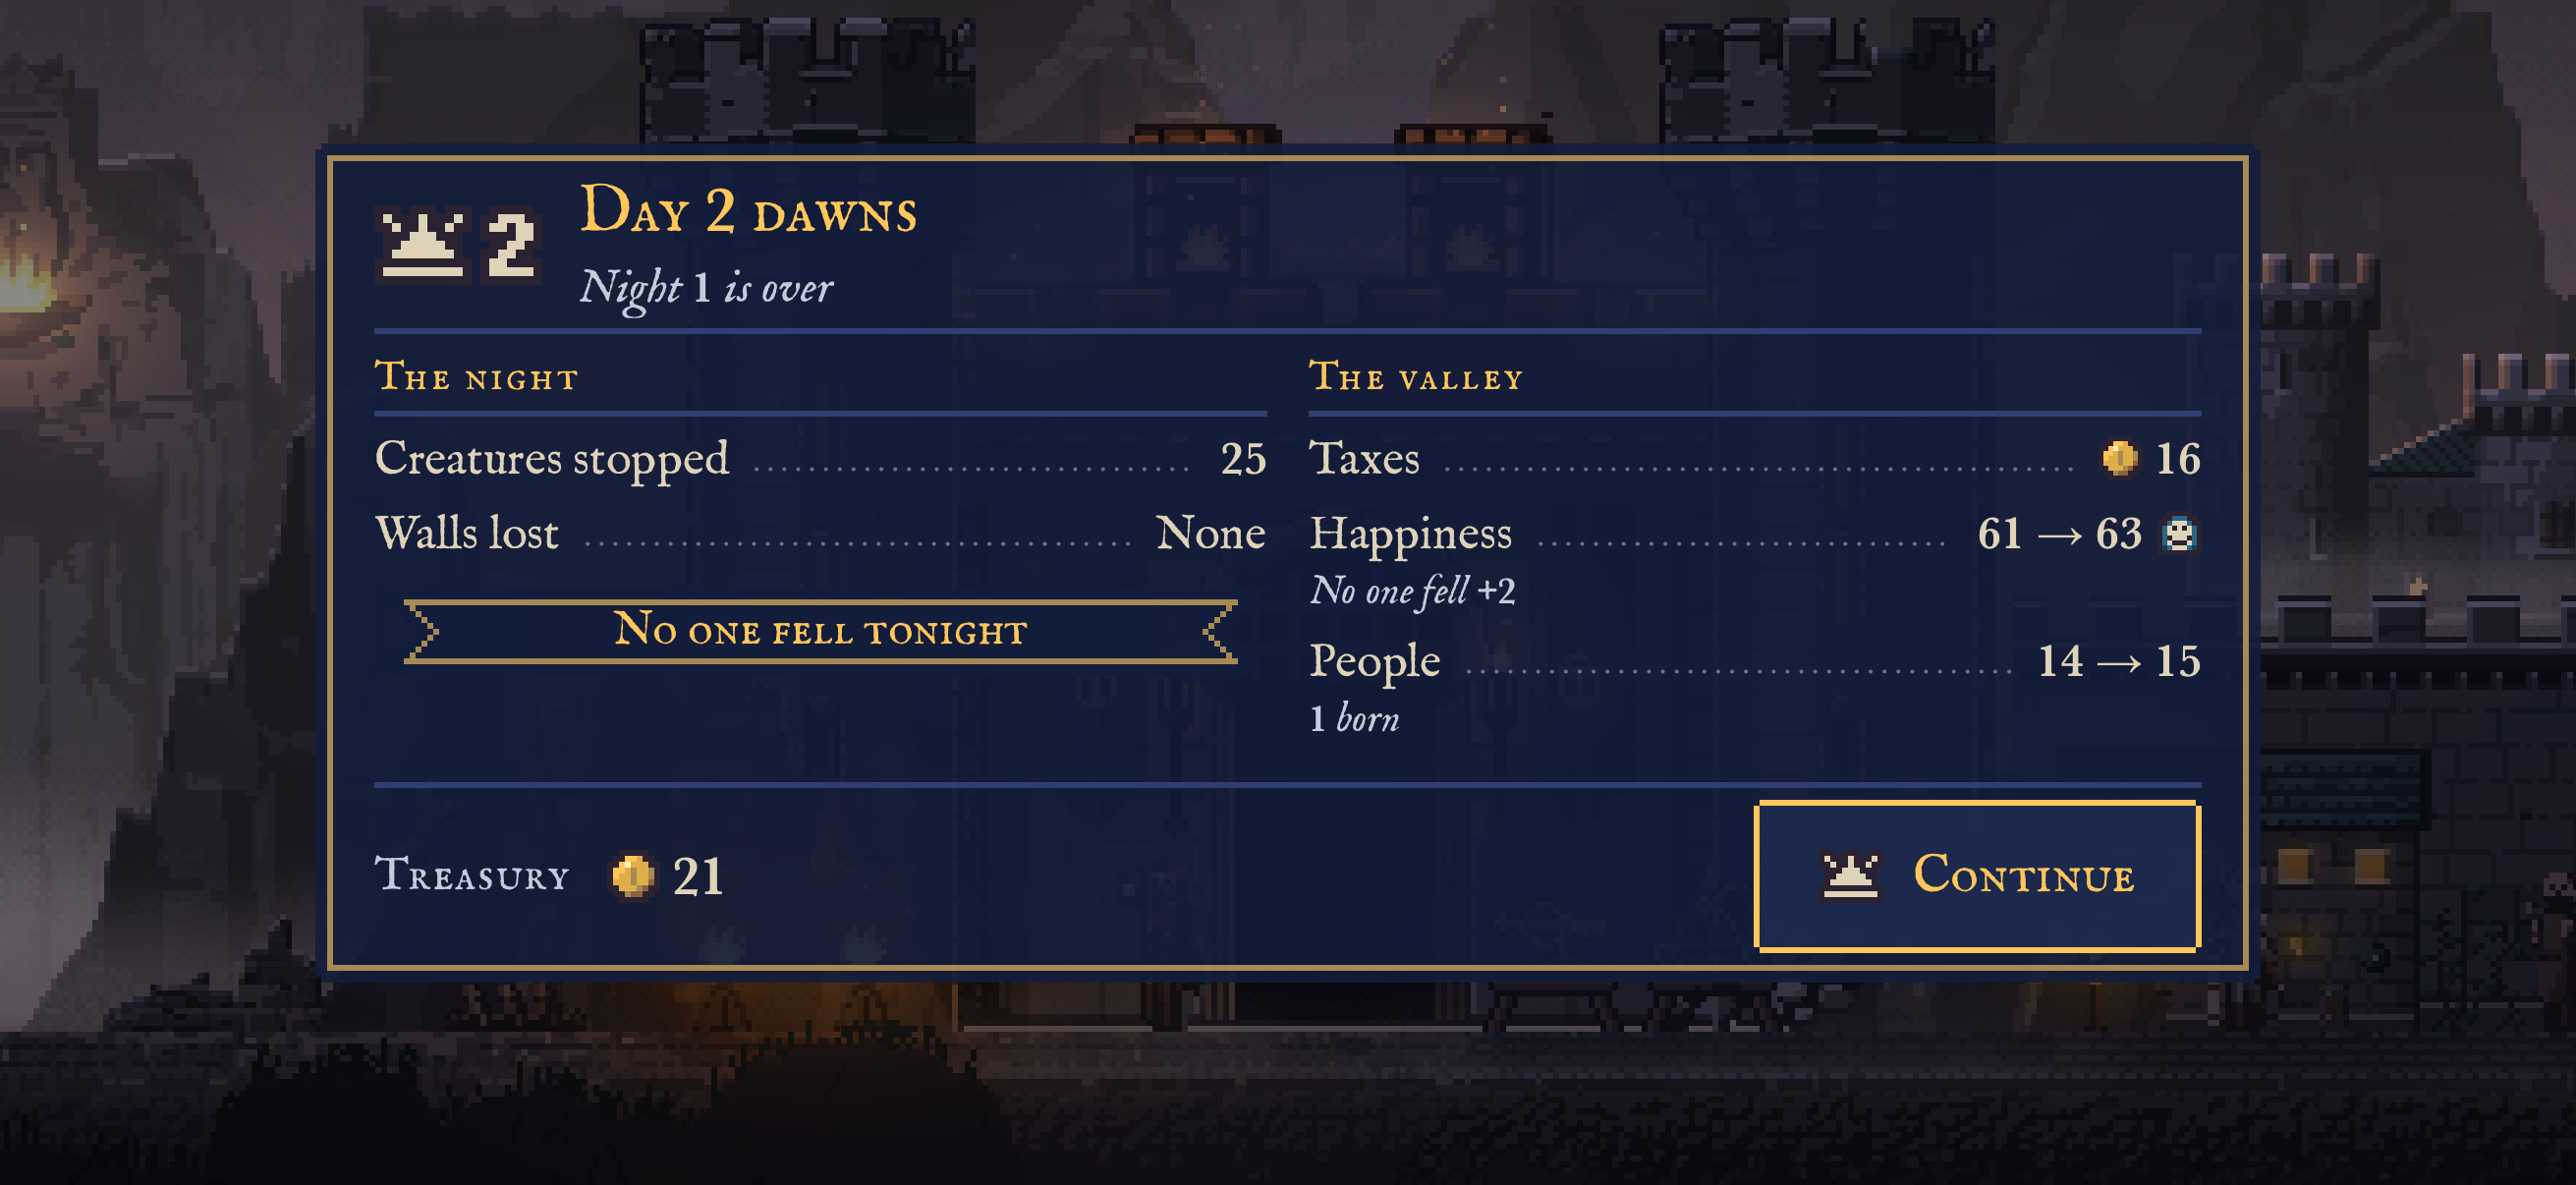 2
Day 2 dawns
Night 1 is over
The night
Creatures stopped 25
Walls lost None
No one fell tonight
The valley
Taxes 16
Happiness 61 → 63
No one fell +2
People 14 → 15
1 born
Treasury 21
Continue